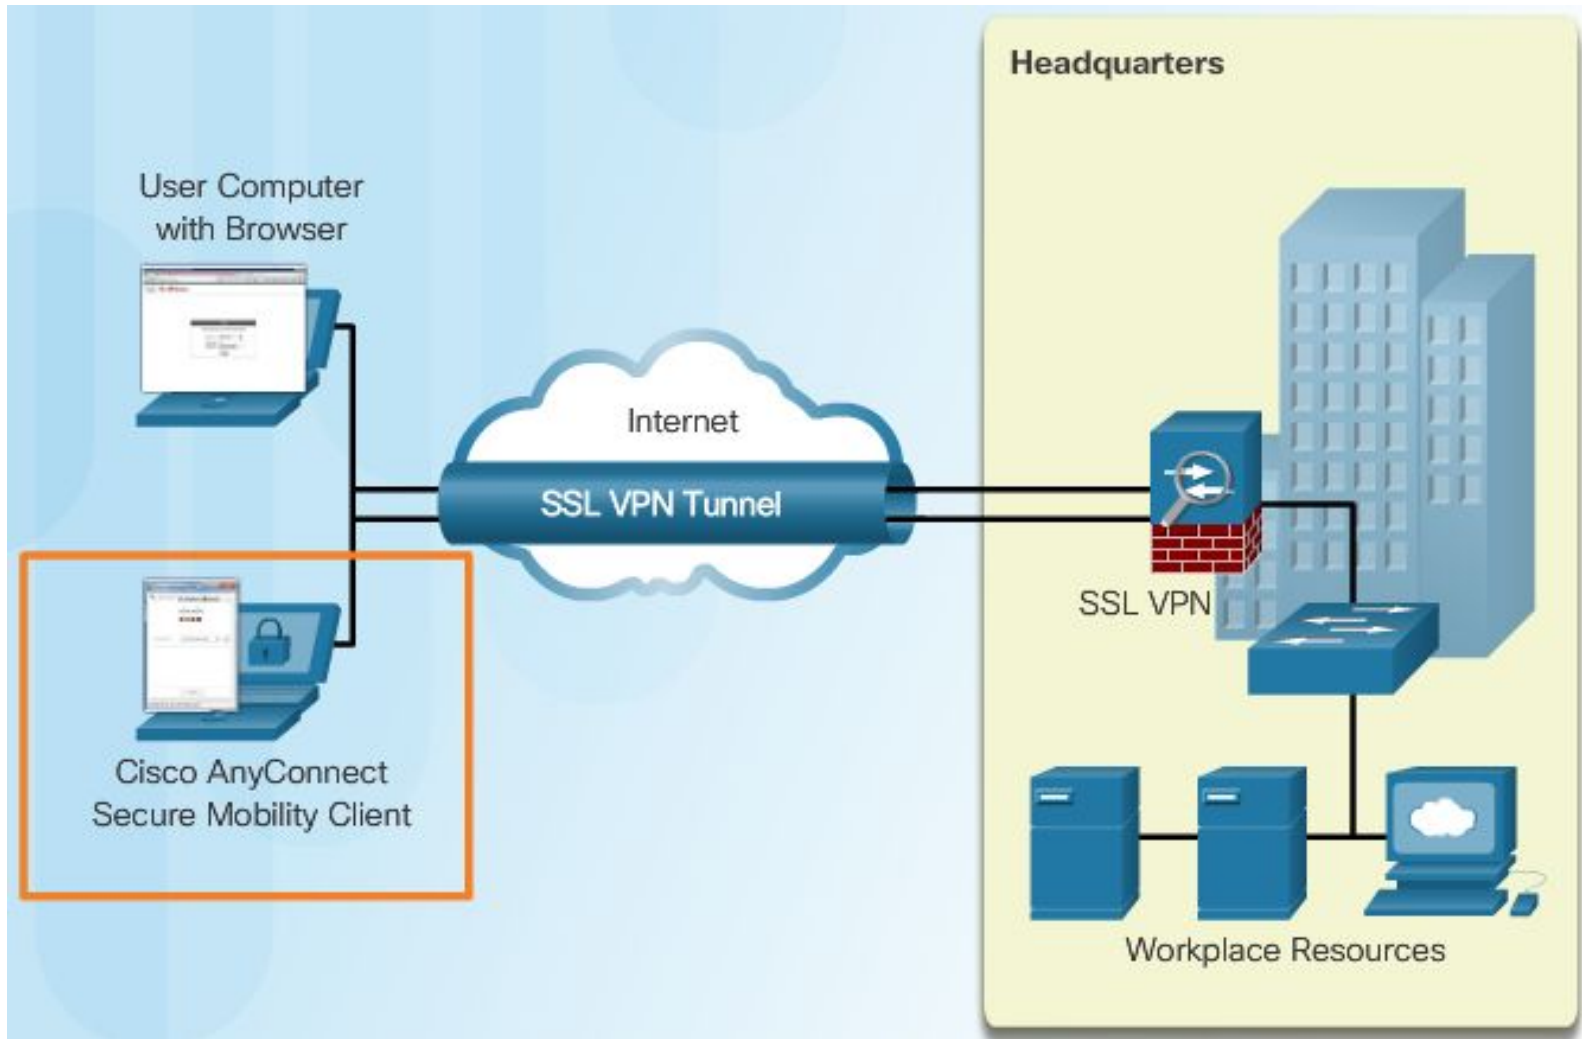 Headquarters
User Computer
with Browser
Internet
SSL VPN Tunnel
SSL VPN
Cisco AnyConnect
Secure Mobility Client
Workplace Resources